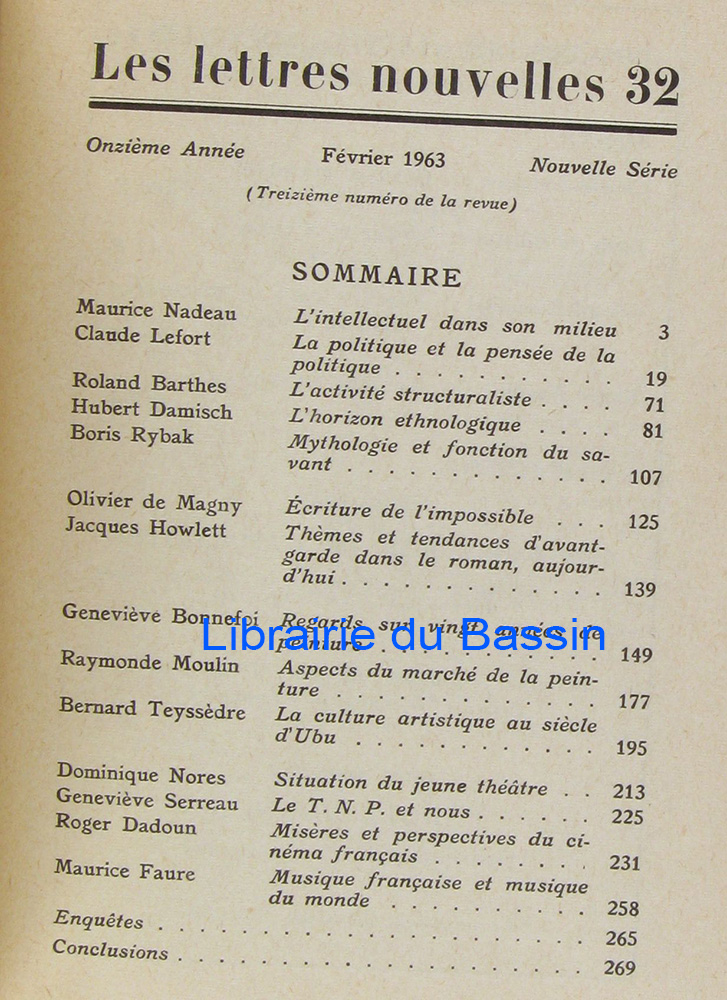 Les lettres nouvelles 32
Onzième Année Février 1963 Nouvelle Série
(Treizième numéro de la revue)
SOMMAIRE
Maurice Nadeau L'intellectuel dans son milieu 3
Claude Lefort La politique et la pensée de la
politique . . . . . . . . . . . 19
Roland Barthes L'activité structuraliste . . . . 71
Hubert Damisch L'horizon ethnologique . . . . 81
Boris Rybak Mythologie et fonction du sa-
vant . . . . . . . . . . . . . 107
Olivier de Magny Écriture de l'impossible . . . 125
Jacques Howlett Thèmes et tendances d'avant-
garde dans le roman, aujour-
d'hui . . . . . . . . . . . . . 139
Geneviève Bonnefoi Regards sur vingt années de
peinture . . . . . . . . . . . 149
Librairie du Bassin
Raymonde Moulin Aspects du marché de la pein-
ture . . . . . . . . . . . . . 177
Bernard Teyssèdre La culture artistique au siècle
d'Ubu . . . . . . . . . . . . 195
Dominique Nores Situation du jeune théâtre . . 213
Geneviève Serreau Le T. N. P. et nous . . . . . . 225
Roger Dadoun Misères et perspectives du ci-
néma français . . . . . . . . 231
Maurice Faure Musique française et musique
du monde . . . . . . . . . . 258
Enquêtes . . . . . . . . . . . . . . . . . . . . . 265
Conclusions . . . . . . . . . . . . . . . . . . . . 269